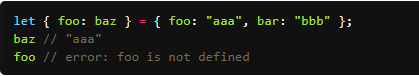 let { foo: baz } = { foo: "aaa", bar: "bbb" };
baz // "aaa"
foo // error: foo is not defined